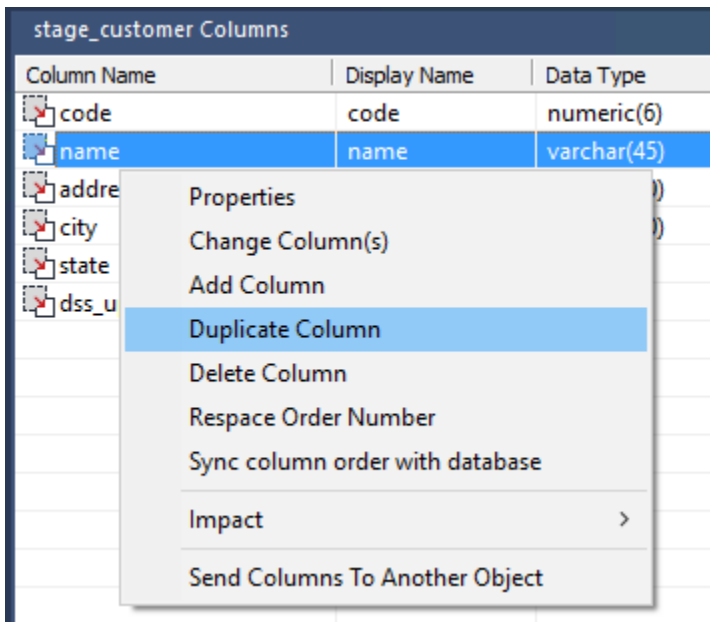 stage_customer Columns
Column Name Display Name Data Type
code code numeric(6)
name name varchar(45)
addre )
city )
state
dss_u
Properties
Change Column(s)
Add Column
Duplicate Column
Delete Column
Respace Order Number
Sync column order with database
Impact
Send Columns To Another Object